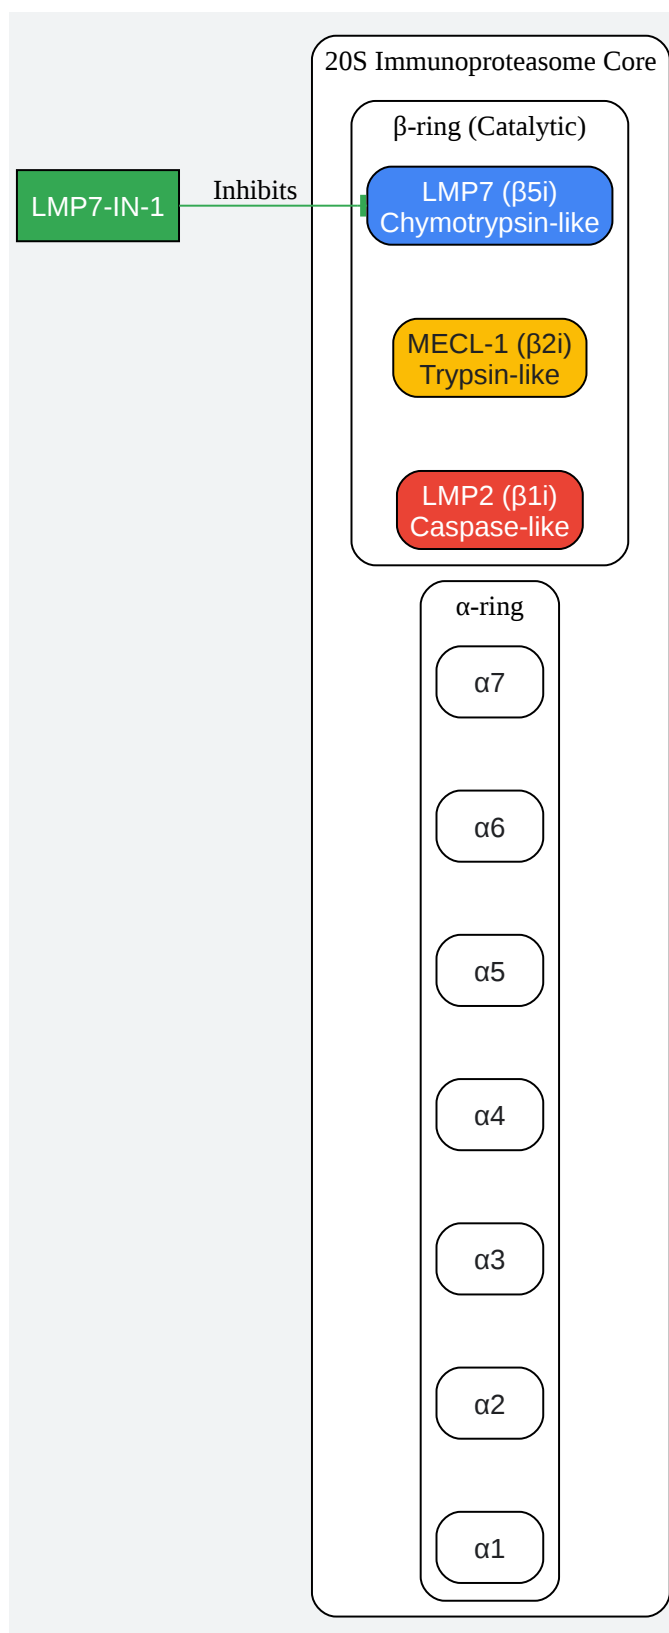 20S Immunoproteasome Core
β-ring (Catalytic)
LMP7-IN-1
Inhibits
LMP7 (β5i)
Chymotrypsin-like
MECL-1 (β2i)
Trypsin-like
LMP2 (β1i)
Caspase-like
α-ring
α7
α6
α5
α4
α3
α2
α1